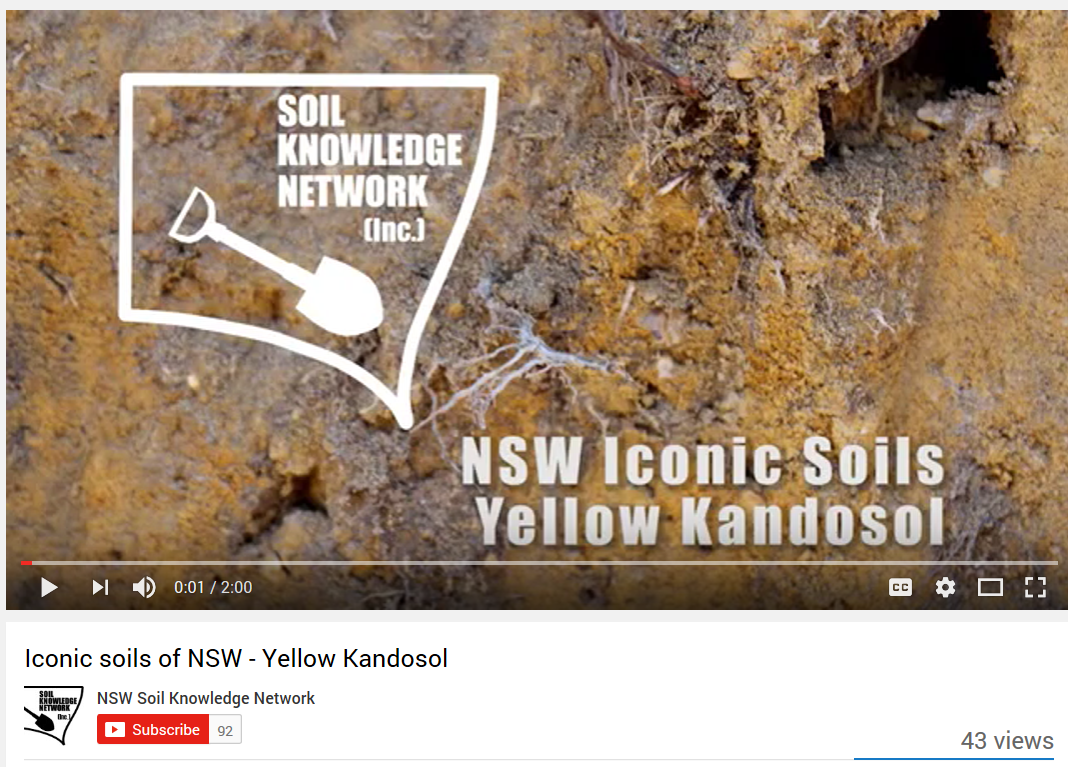 SOIL
KNOWLEDGE
NETWORK
(Inc.)
NSW Iconic Soils
Yellow Kandosol
0:01 / 2:00
CC
Iconic soils of NSW - Yellow Kandosol
SOIL
KNOWLEDGE
NETWORK
(Inc.)
NSW Soil Knowledge Network
Subscribe 92
43 views